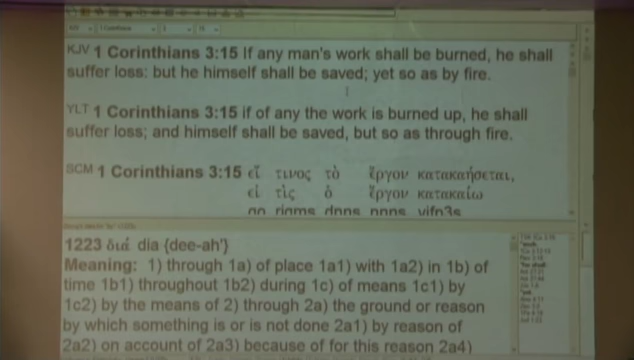 KJV 1 Corinthians 3:15 If any man's work shall be burned, he shall
suffer loss: but he himself shall be saved; yet so as by fire.
YLT 1 Corinthians 3:15 if of any the work is burned up, he shall
suffer loss; and himself shall be saved, but so as through fire.
SCM 1 Corinthians 3:15 εἴ τινος τὸ ἔργον κατακαήσεται,
εἰ τὶς ὁ ἔργον κατακαίω
1223 διά dia {dee-ah'}
Meaning: 1) through 1a) of place 1a1) with 1a2) in 1b) of
time 1b1) throughout 1b2) during 1c) of means 1c1) by
1c2) by the means of 2) through 2a) the ground or reason
by which something is or is not done 2a1) by reason of
2a2) on account of 2a3) because of for this reason 2a4)